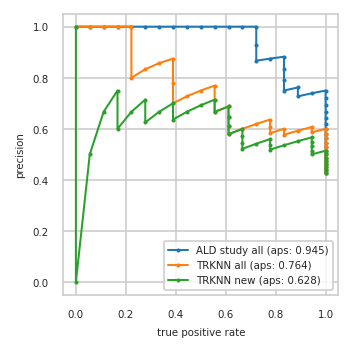 1.0
0.8
0.6
0.4
0.2
0.0
precision
ALD study all (aps: 0.945)
TRKNN all (aps: 0.764)
TRKNN new (aps: 0.628)
0.0 0.2 0.4 0.6 0.8 1.0
true positive rate